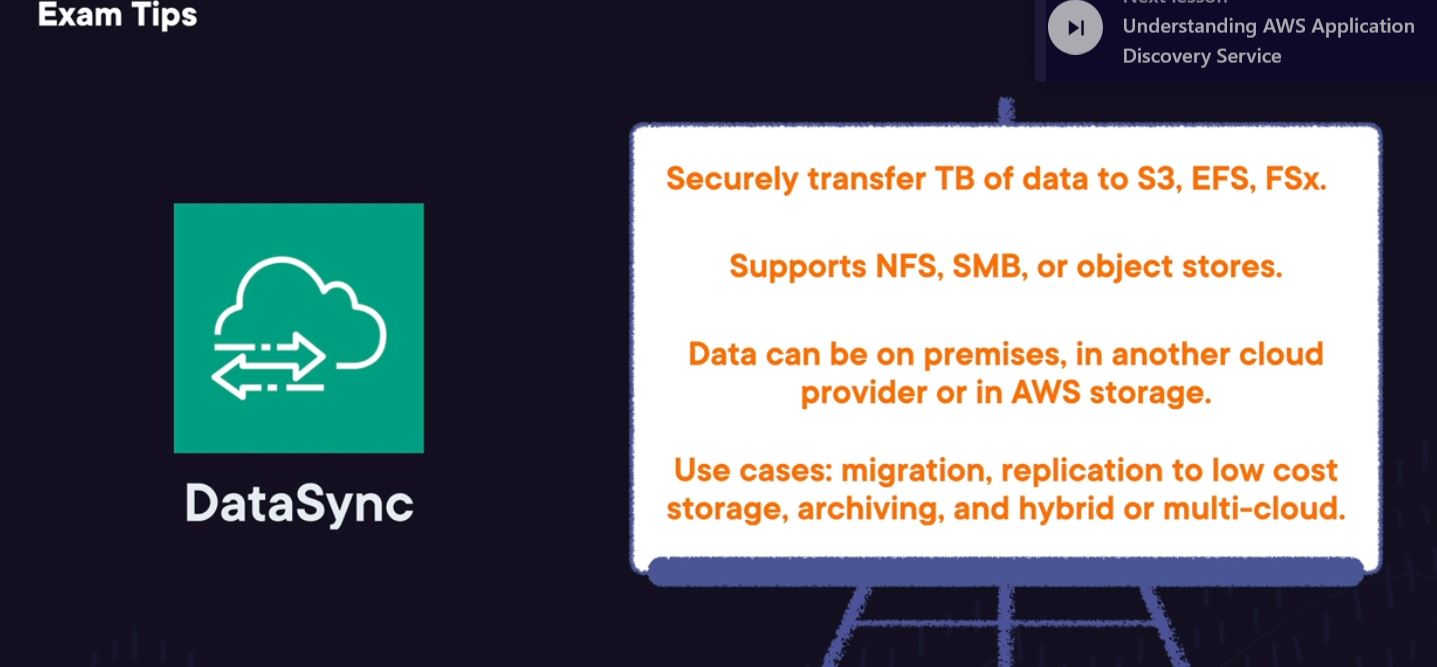 Exam Tips
Next lesson
Understanding AWS Application
Discovery Service
Securely transfer TB of data to S3, EFS, FSx.
Supports NFS, SMB, or object stores.
Data can be on premises, in another cloud
provider or in AWS storage.
Use cases: migration, replication to low cost
storage, archiving, and hybrid or multi-cloud.
DataSync